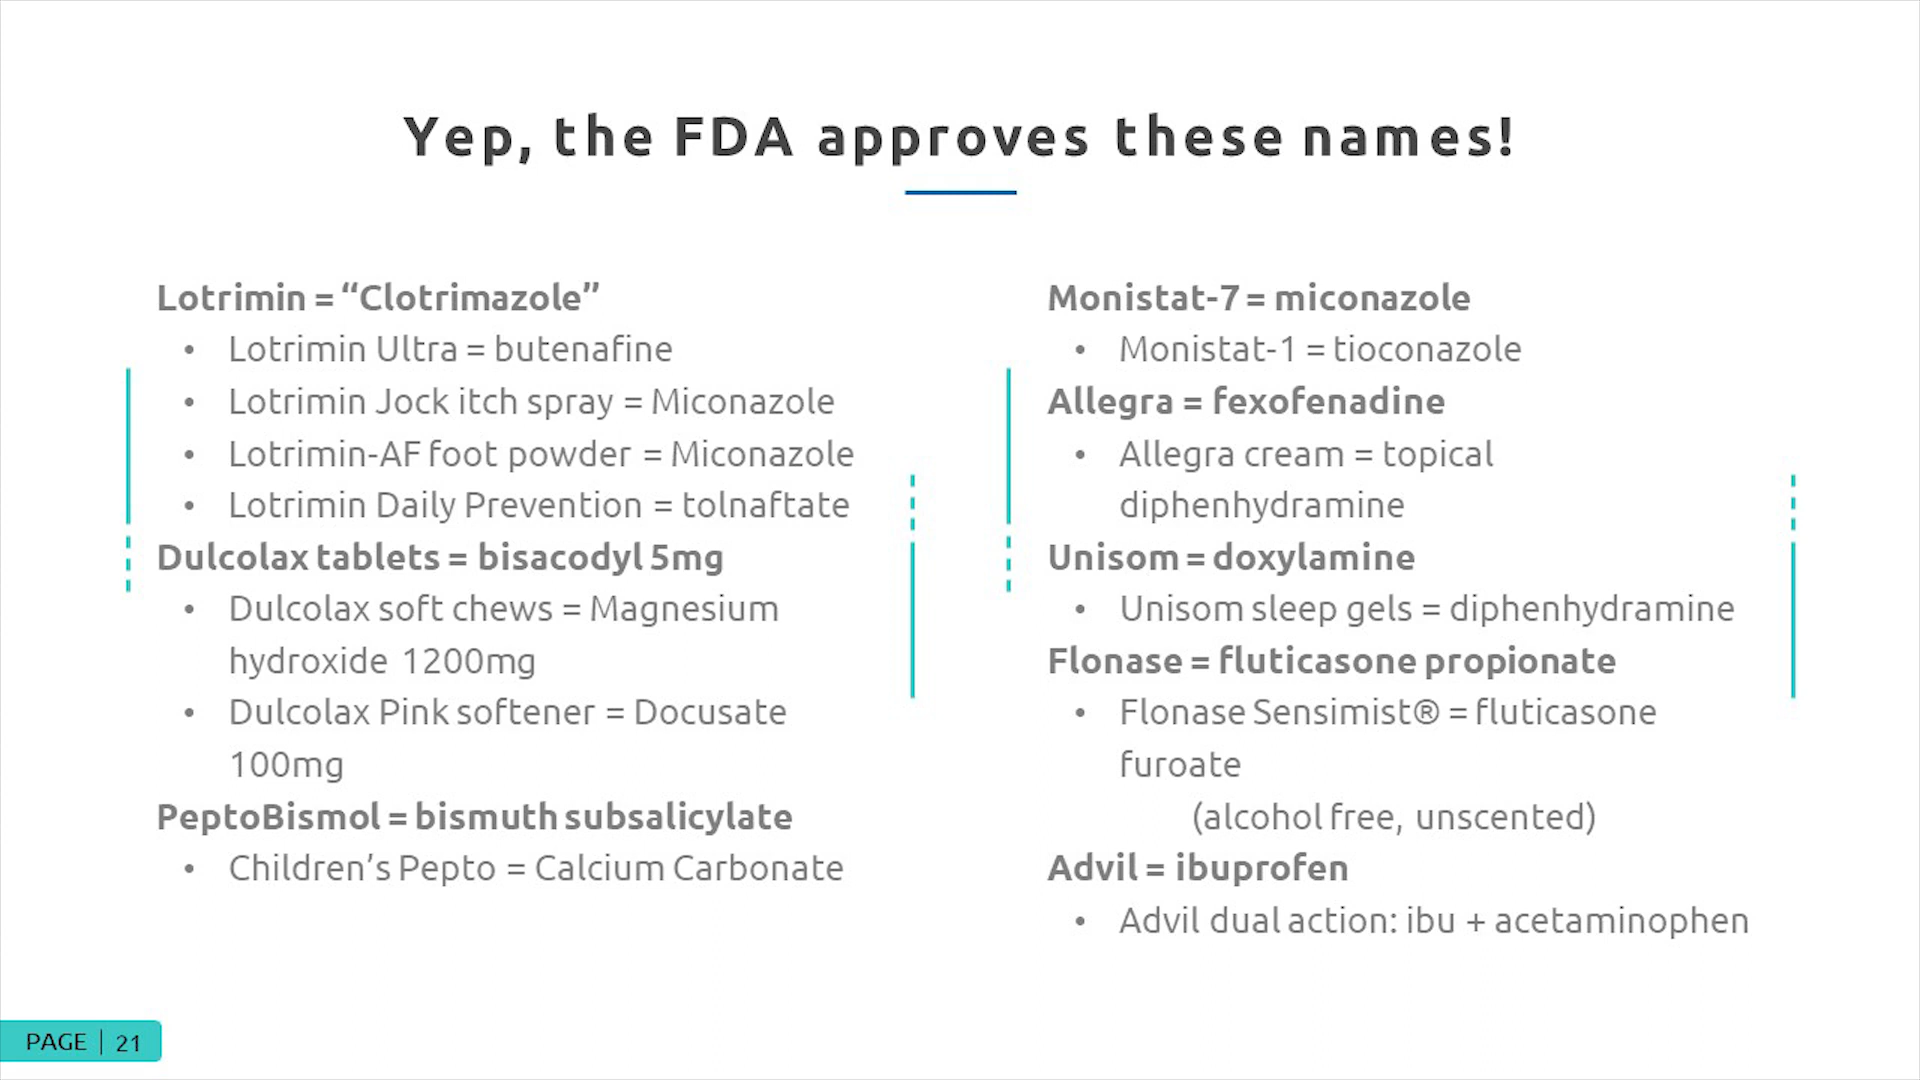 Yep, the FDA approves these names!
Lotrimin = “Clotrimazole”
• Lotrimin Ultra = butenafine
• Lotrimin Jock itch spray = Miconazole
• Lotrimin-AF foot powder = Miconazole
• Lotrimin Daily Prevention = tolnaftate
Dulcolax tablets = bisacodyl 5mg
• Dulcolax soft chews = Magnesium
hydroxide 1200mg
• Dulcolax Pink softener = Docusate
100mg
PeptoBismol = bismuth subsalicylate
• Children’s Pepto = Calcium Carbonate
Monistat-7 = miconazole
• Monistat-1 = tioconazole
Allegra = fexofenadine
• Allegra cream = topical
diphenhydramine
Unisom = doxylamine
• Unisom sleep gels = diphenhydramine
Flonase = fluticasone propionate
• Flonase Sensimist® = fluticasone
furoate
(alcohol free, unscented)
Advil = ibuprofen
• Advil dual action: ibu + acetaminophen
PAGE | 21